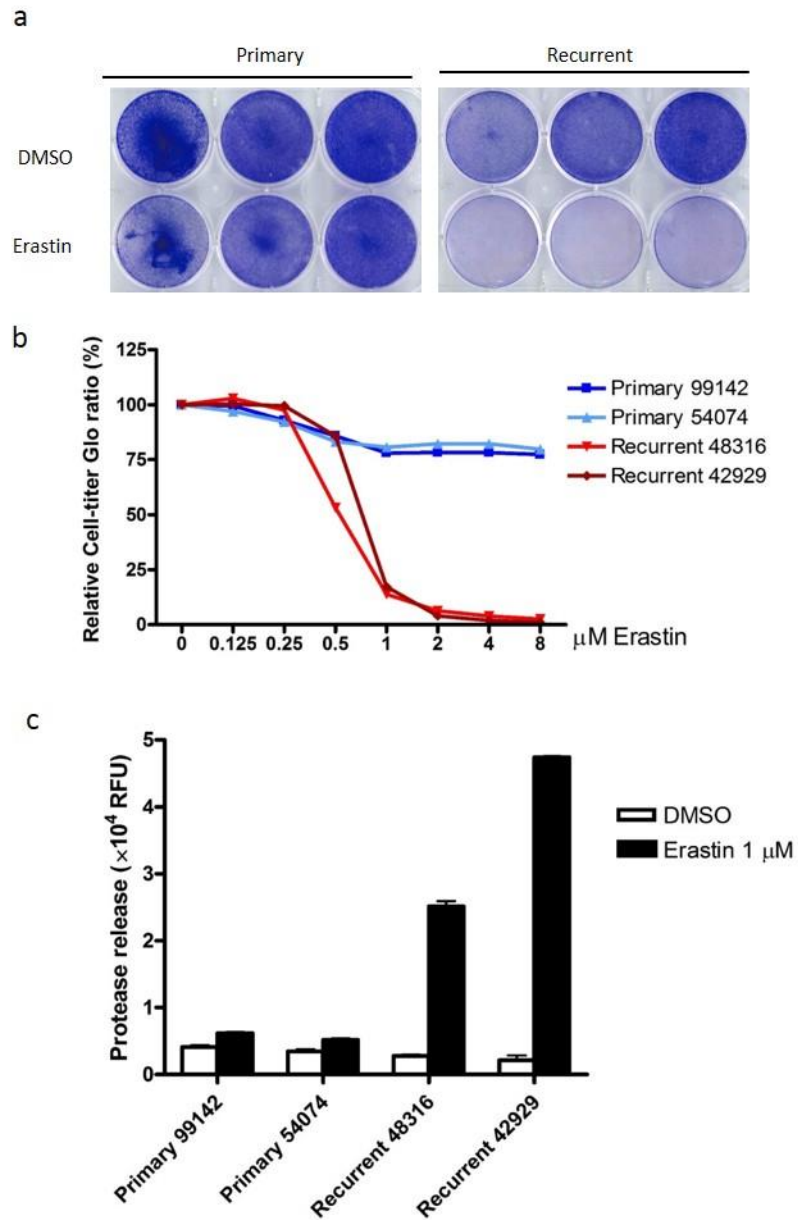 a
Primary
Recurrent
DMSO
Erastin
b
Relative Cell-titer Glo ratio (%)
125
100
75
50
25
0
0 0.125 0.25 0.5 1 2 4 8
μM Erastin
Primary 99142
Primary 54074
Recurrent 48316
Recurrent 42929
c
Protease release (×10⁴ RFU)
5
4
3
2
1
0
DMSO
Erastin 1 μM
Primary 99142
Primary 54074
Recurrent 48316
Recurrent 42929